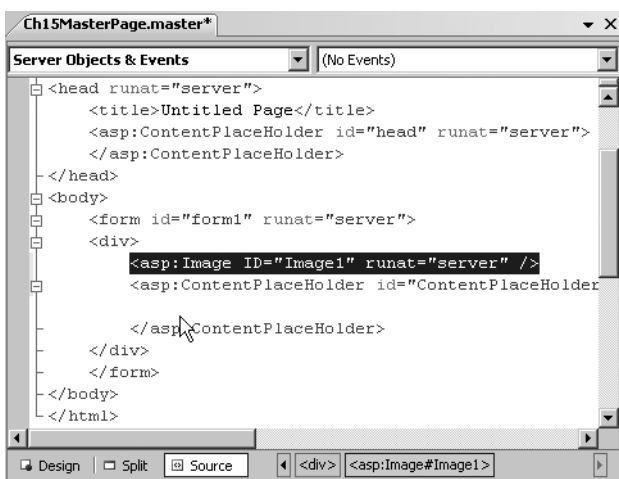 Ch15MasterPage.master*
Server Objects & Events (No Events)
<head runat="server">
<title>Untitled Page</title>
<asp:ContentPlaceHolder id="head" runat="server">
</asp:ContentPlaceHolder>
</head>
<body>
<form id="form1" runat="server">
<div>
<asp:Image ID="Image1" runat="server" />
<asp:ContentPlaceHolder id="ContentPlaceHolder
</asp:ContentPlaceHolder>
</div>
</form>
</body>
</html>
Design Split Source <div> <asp:Image#Image1>